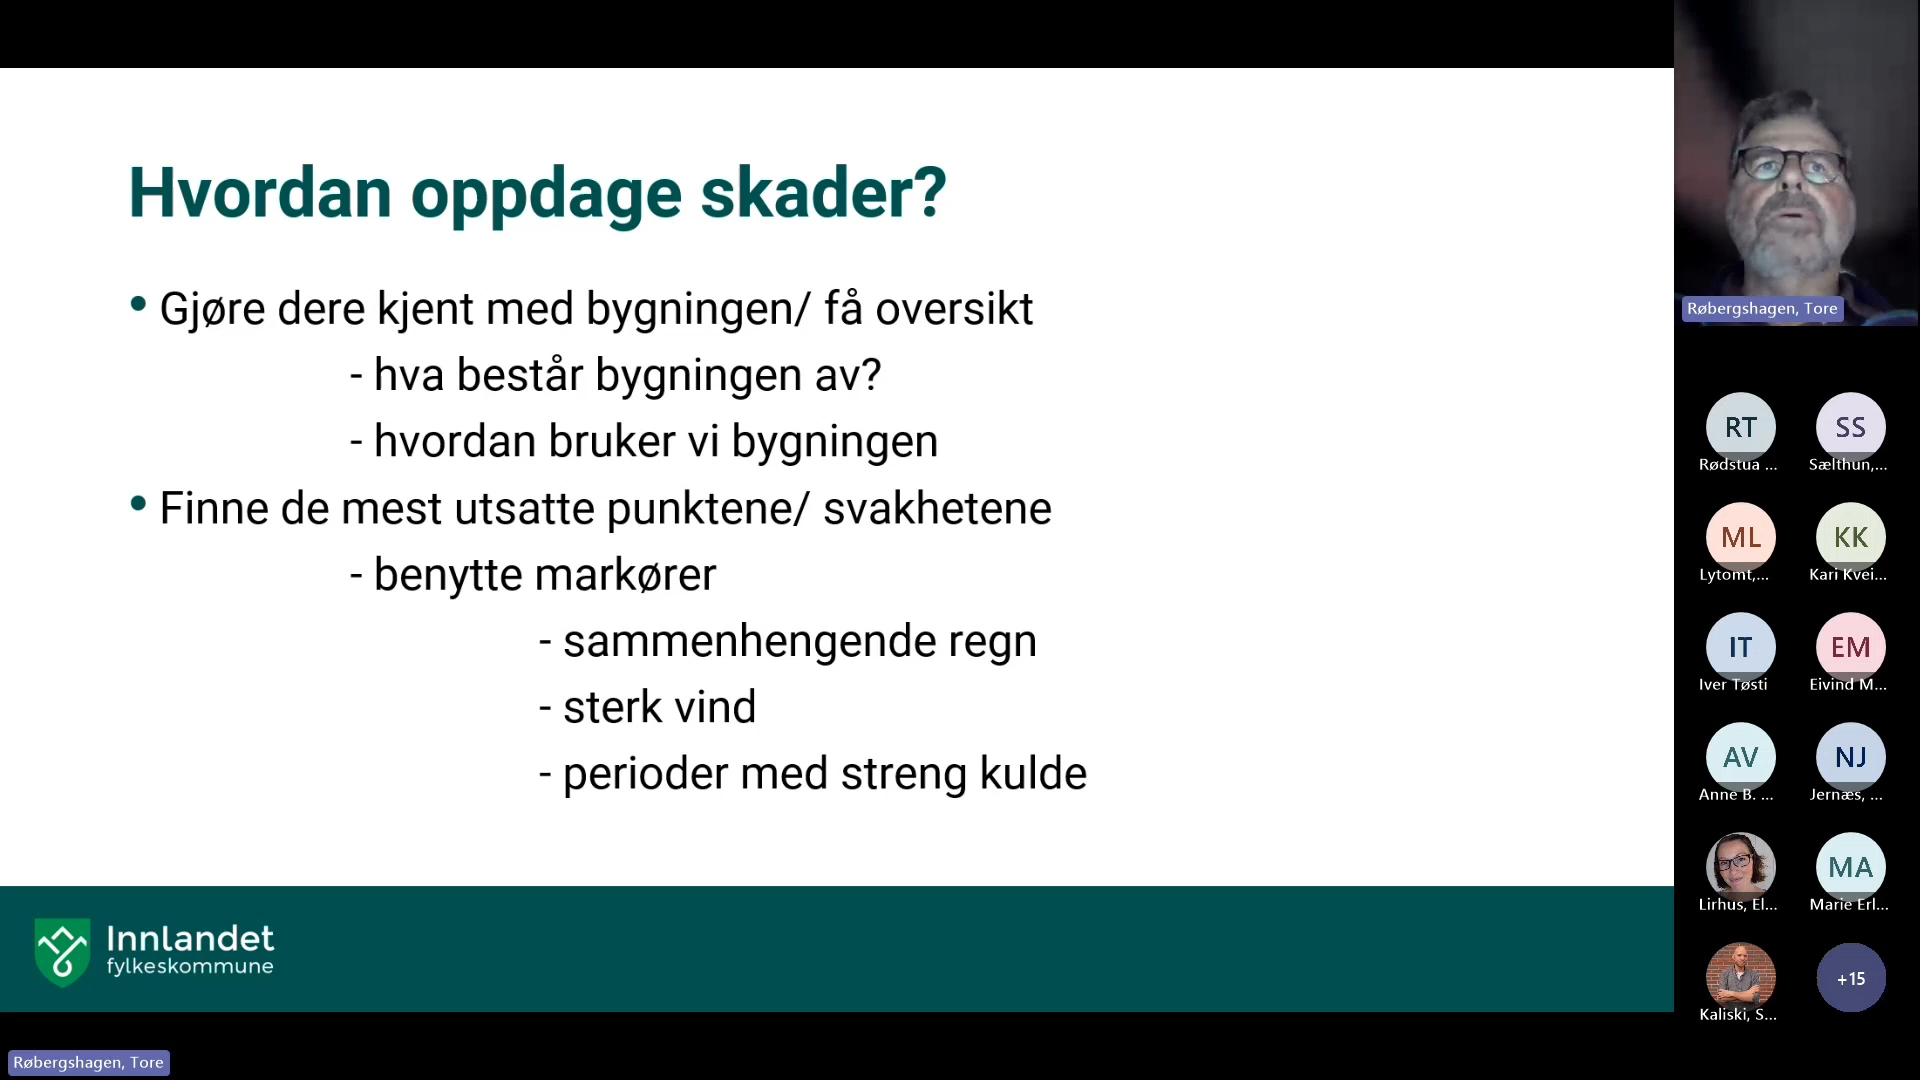 Hvordan oppdage skader?
• Gjøre dere kjent med bygningen/ få oversikt
- hva består bygningen av?
- hvordan bruker vi bygningen
• Finne de mest utsatte punktene/ svakhetene
- benytte markører
- sammenhengende regn
- sterk vind
- perioder med streng kulde
Innlandet
fylkeskommune
Røbergshagen, Tore
Røbergshagen, Tore
RT
SS
Rødstua ...
Sælthun,...
ML
KK
Lytomt,...
Kari Kvei...
IT
EM
Iver Tøsti
Eivind M...
AV
NJ
Anne B. ...
Jernæs, ...
MA
Lirhus, El...
Marie Erl...
+15
Kaliski, S...